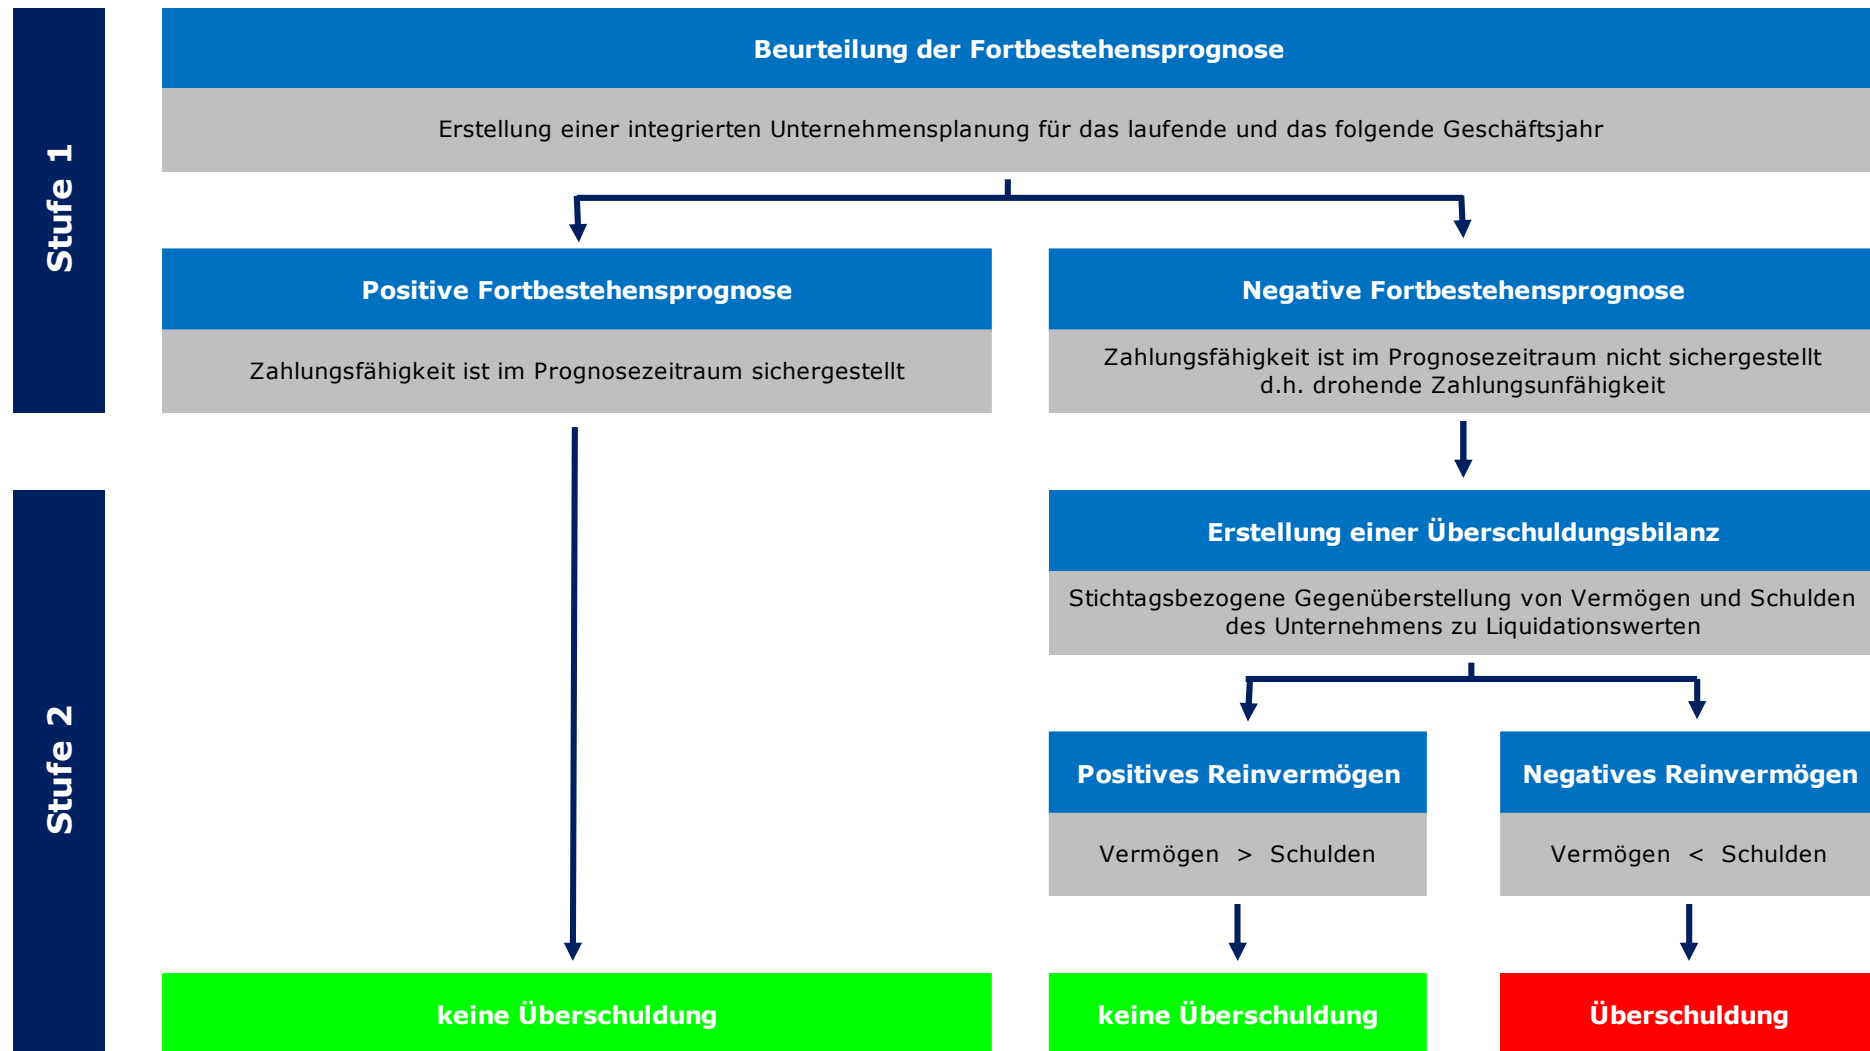 Stufe 1
Beurteilung der Fortbestehensprognose
Erstellung einer integrierten Unternehmensplanung für das laufende und das folgende Geschäftsjahr
Positive Fortbestehensprognose
Zahlungsfähigkeit ist im Prognosezeitraum sichergestellt
Negative Fortbestehensprognose
Zahlungsfähigkeit ist im Prognosezeitraum nicht sichergestellt
d.h. drohende Zahlungsunfähigkeit
Stufe 2
Erstellung einer Überschuldungsbilanz
Stichtagsbezogene Gegenüberstellung von Vermögen und Schulden
des Unternehmens zu Liquidationswerten
Positives Reinvermögen
Vermögen > Schulden
Negatives Reinvermögen
Vermögen < Schulden
keine Überschuldung
keine Überschuldung
Überschuldung